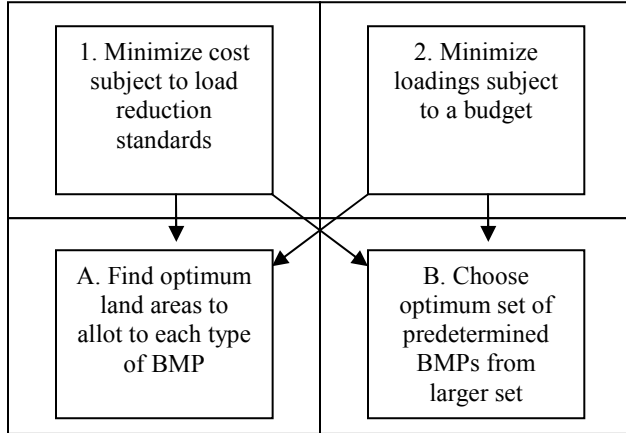 1. Minimize cost
subject to load
reduction
standards
2. Minimize
loadings subject
to a budget
A. Find optimum
land areas to
allot to each type
of BMP
B. Choose
optimum set of
predetermined
BMPs from
larger set